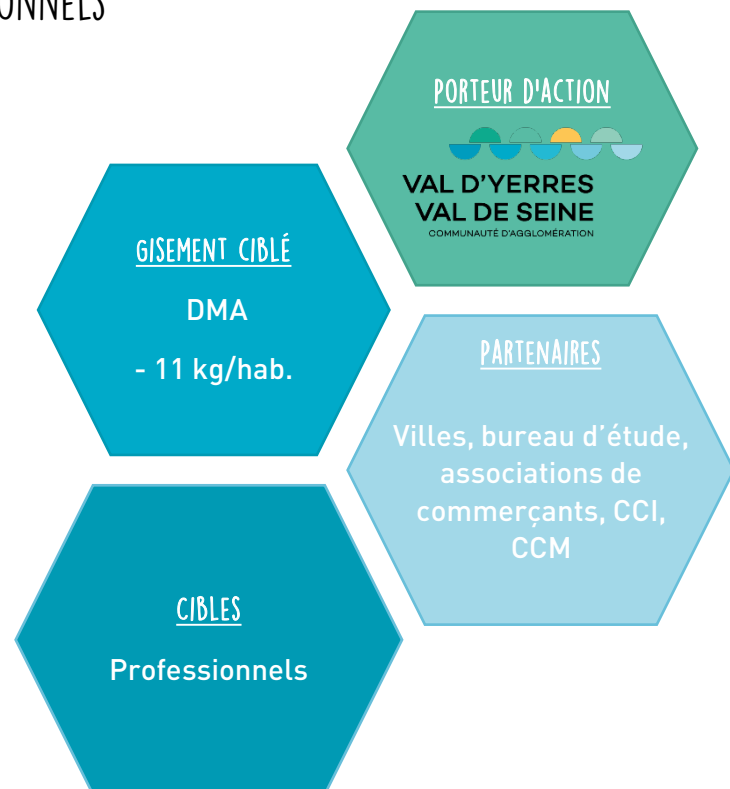 PORTEUR D'ACTION
VAL D'YERRES
VAL DE SEINE
COMMUNAUTÉ D'AGGLOMÉRATION
GISEMENT CIBLÉ
DMA
- 11 kg/hab.
PARTENAIRES
Villes, bureau d'étude,
associations de
commerçants, CCI,
CCM
CIBLES
Professionnels